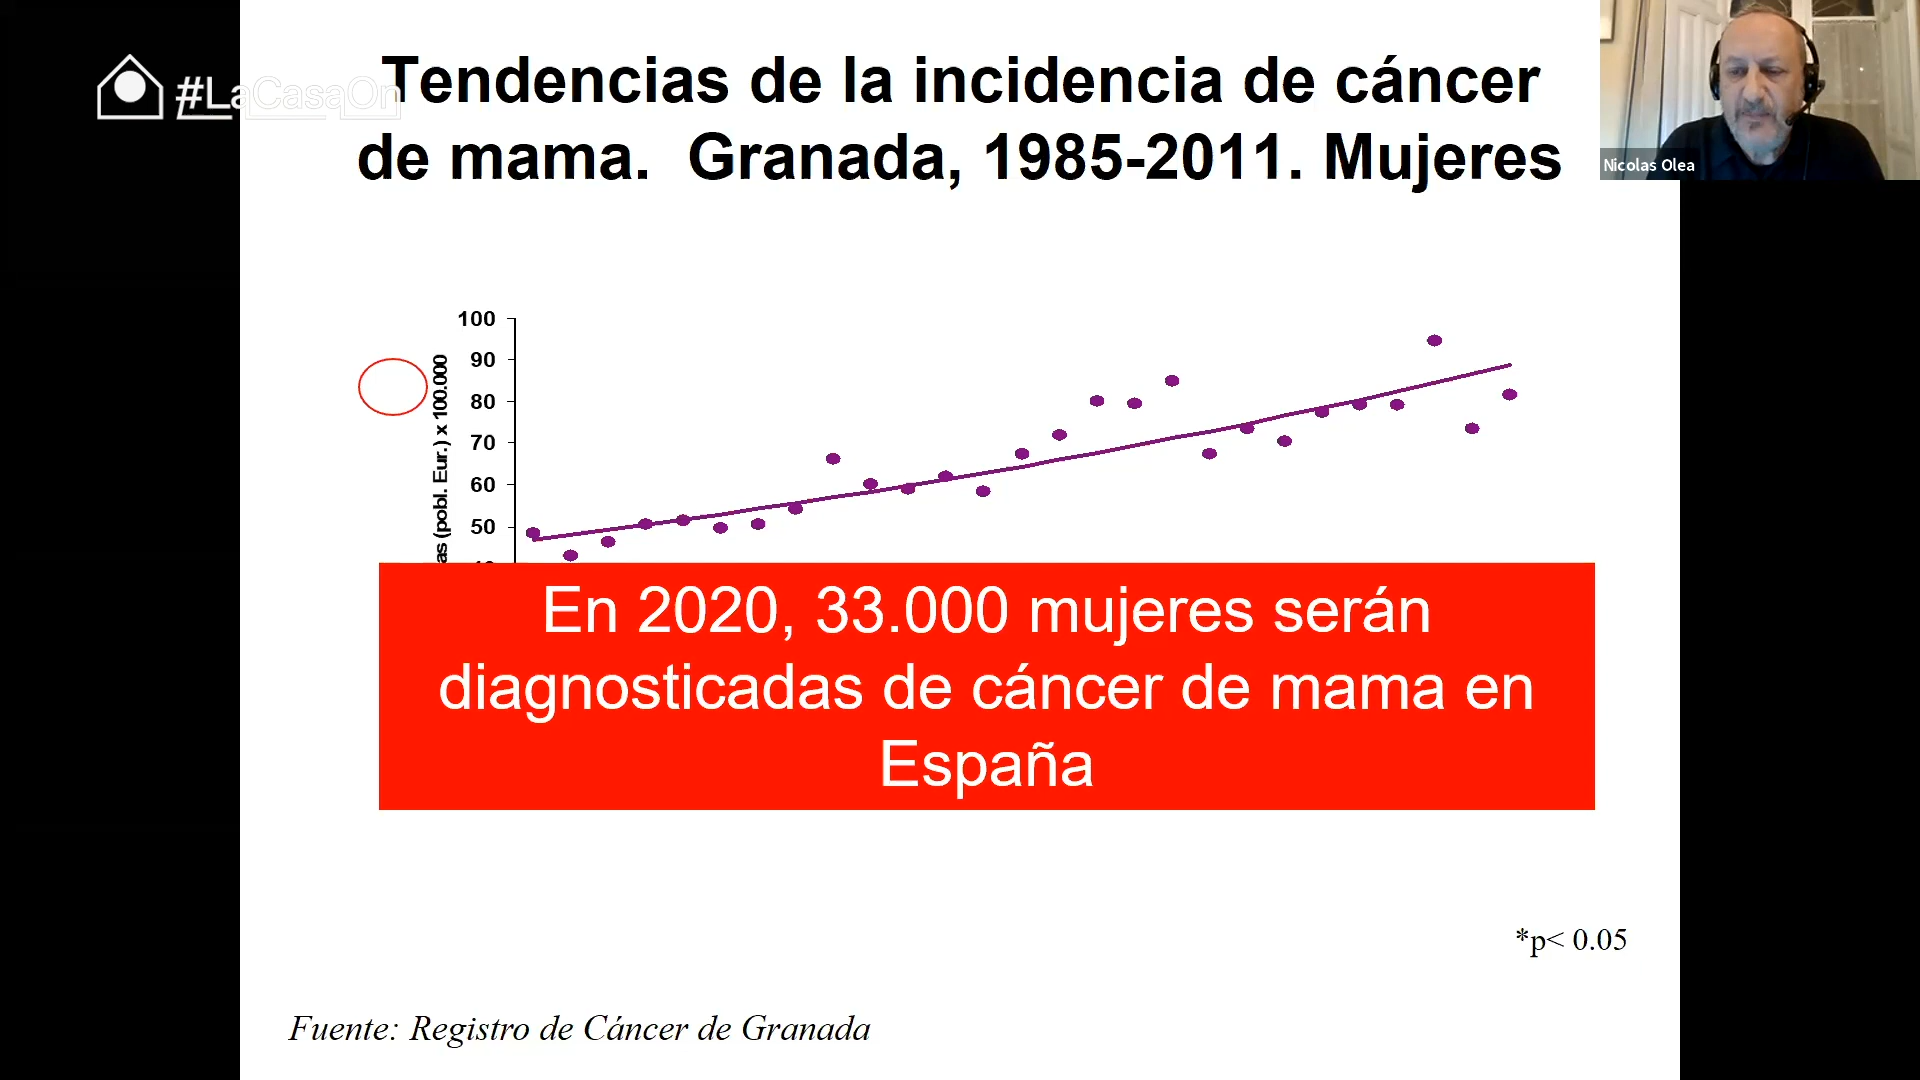 #LaCasaOn
Tendencias de la incidencia de cáncer
de mama. Granada, 1985-2011. Mujeres
Nicolas Olea
100
90
80
70
60
50
(pobl. Eur.) x 100.000
En 2020, 33.000 mujeres serán
diagnosticadas de cáncer de mama en
España
*p< 0.05
Fuente: Registro de Cáncer de Granada